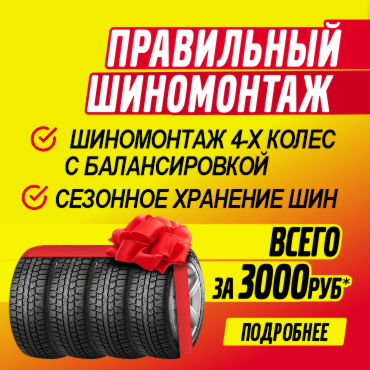 ПРАВИЛЬНЫЙ
ШИНОМОНТАЖ
ШИНОМОНТАЖ 4-Х КОЛЕС
С БАЛАНСИРОВКОЙ
СЕЗОННОЕ ХРАНЕНИЕ ШИН
ВСЕГО
ЗА 3000РУБ*
ПОДРОБНЕЕ